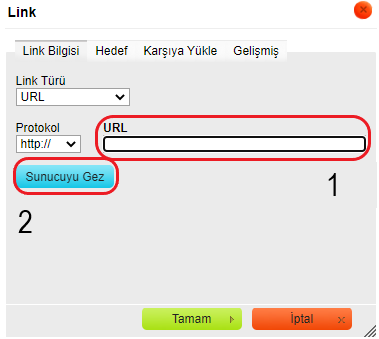 Link
Link Bilgisi Hedef Karşıya Yükle Gelişmiş
Link Türü
URL
Protokol URL
http://
Sunucuyu Gez
1
2
Tamam İptal